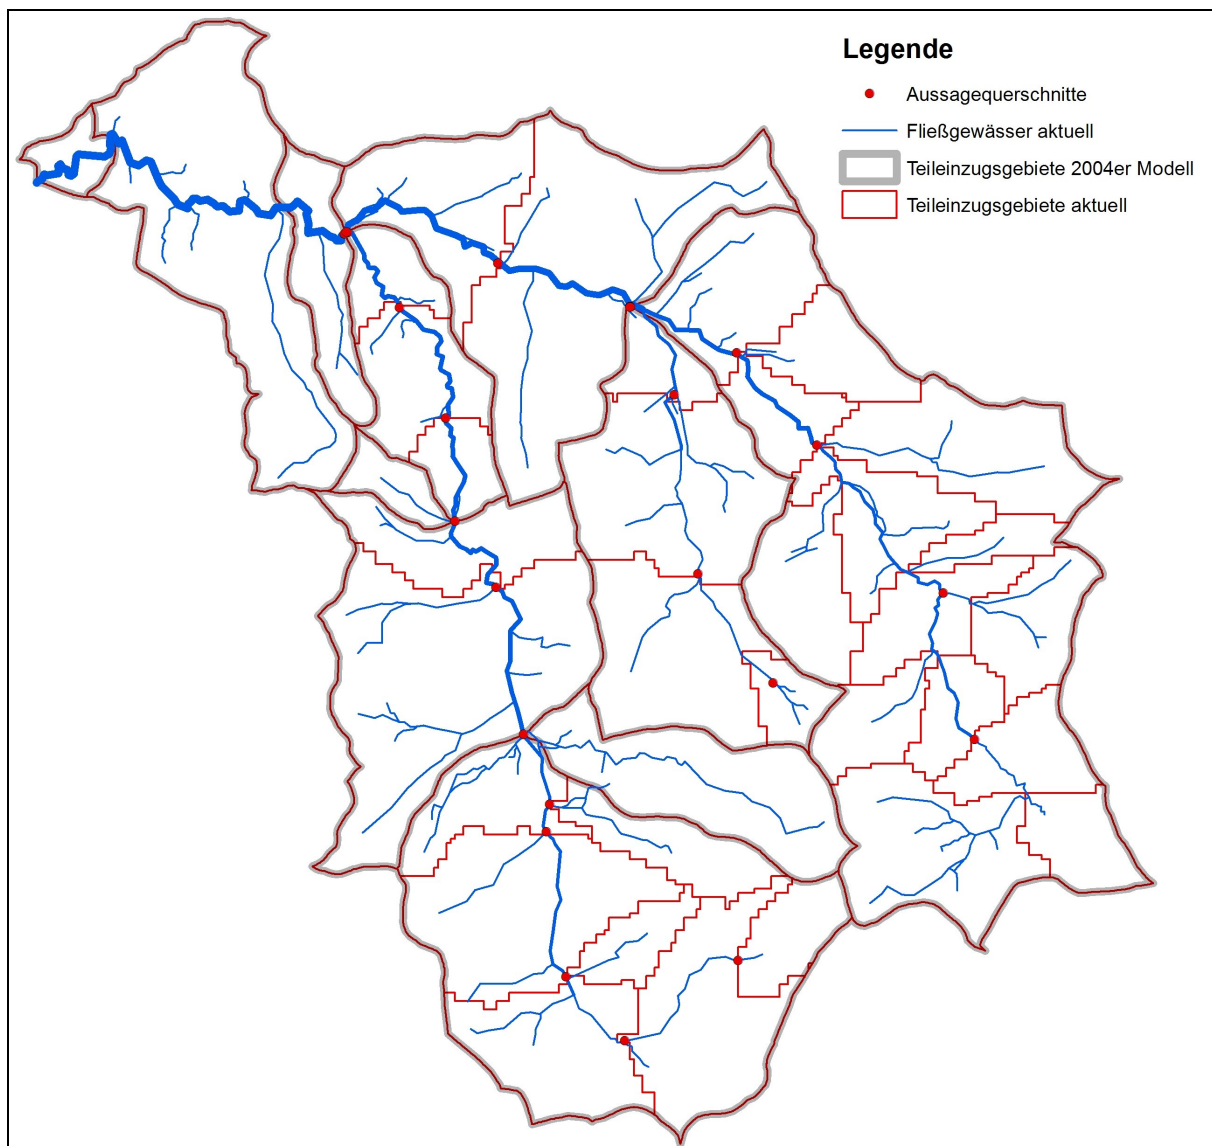 Legende
Aussagequerschnitte
Fließgewässer aktuell
Teileinzugsgebiete 2004er Modell
Teileinzugsgebiete aktuell